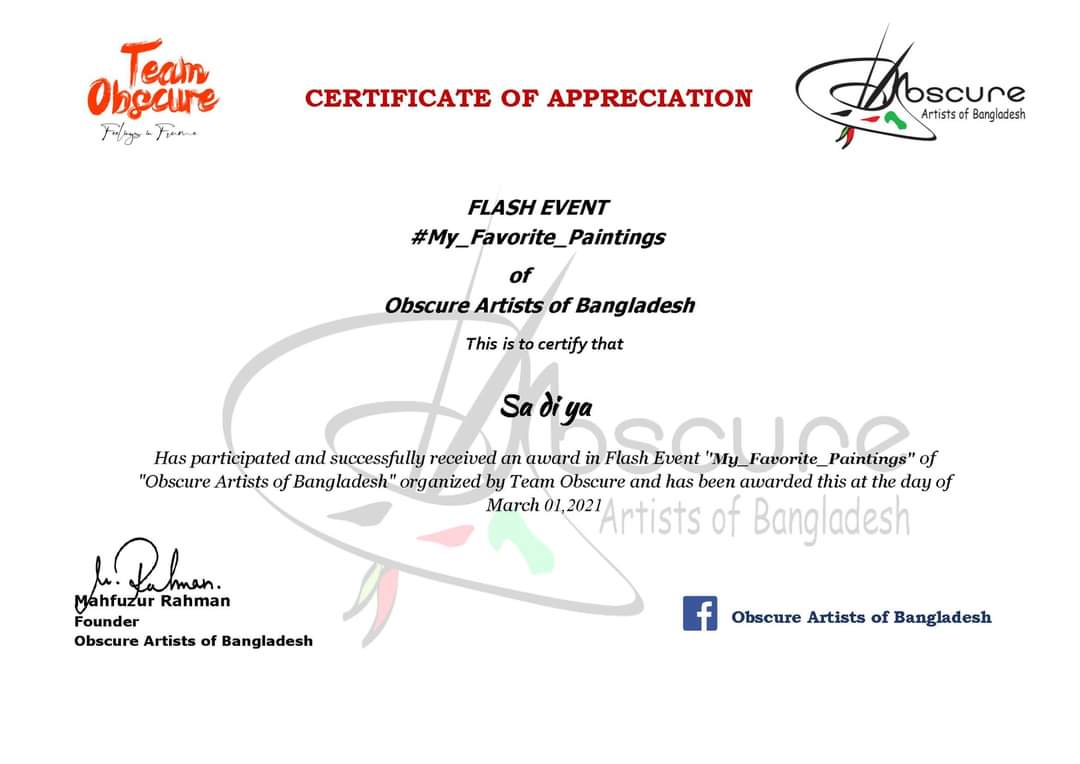 Team
Obscure
Feelings in Frame
CERTIFICATE OF APPRECIATION
Obscure
Artists of Bangladesh
FLASH EVENT
#My_Favorite_Paintings
of
Obscure Artists of Bangladesh
This is to certify that
Sa di ya
Obscure
Has participated and successfully received an award in Flash Event "My_Favorite_Paintings" of
"Obscure Artists of Bangladesh" organized by Team Obscure and has been awarded this at the day of
March 01,2021
Artists of Bangladesh
M. Rahman.
Mahfuzur Rahman
Founder
Obscure Artists of Bangladesh
f
Obscure Artists of Bangladesh